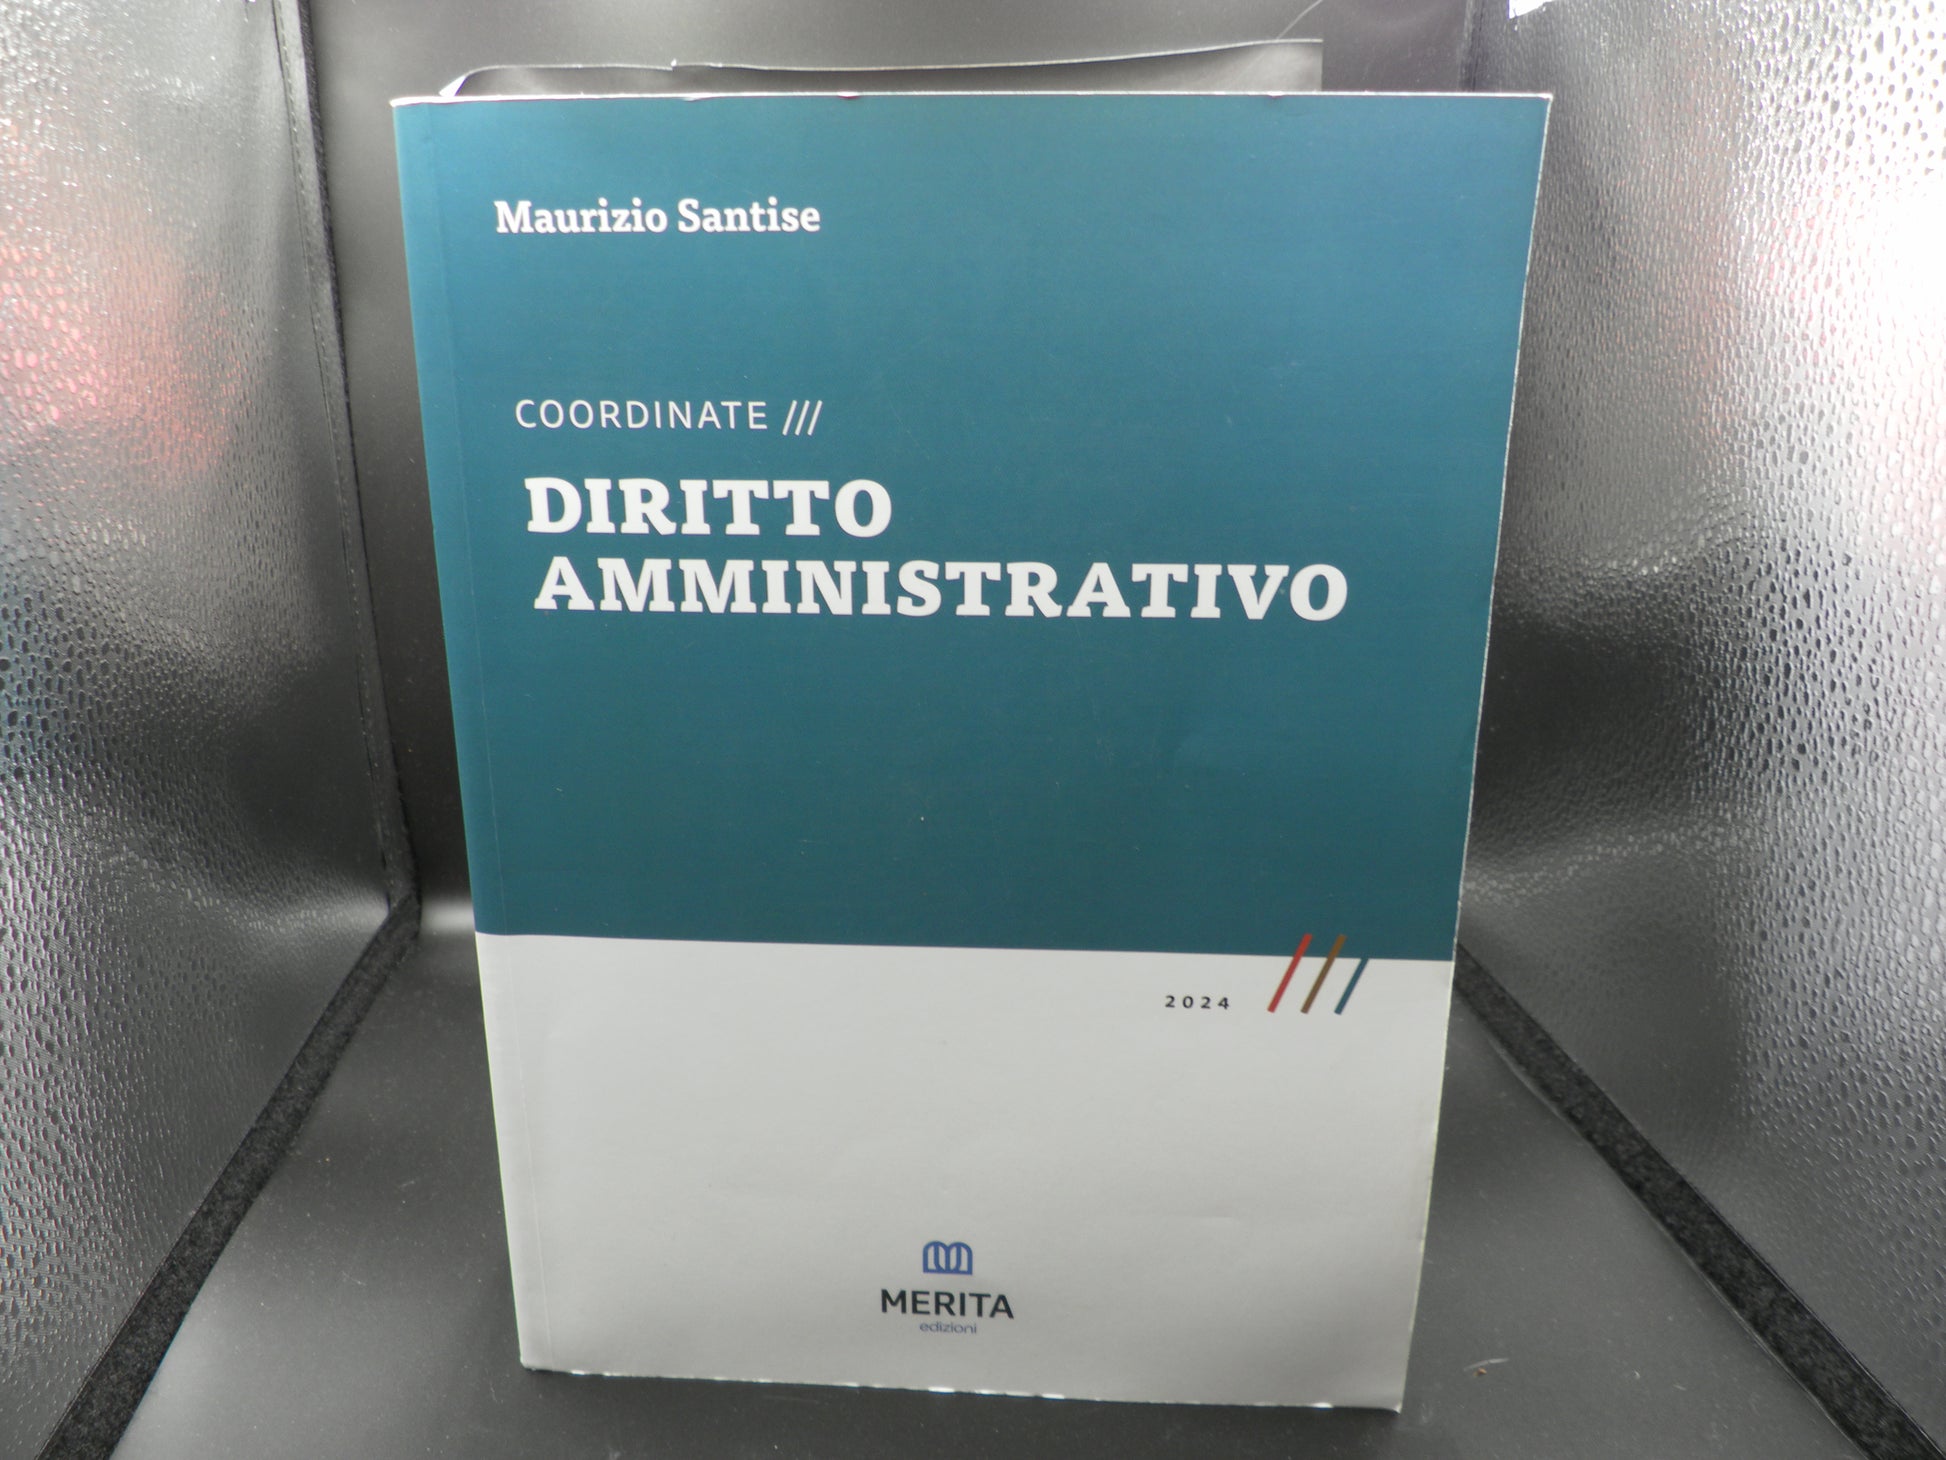 Maurizio Santise
COORDINATE ///
DIRITTO
AMMINISTRATIVO
2024
MERITA
edizioni